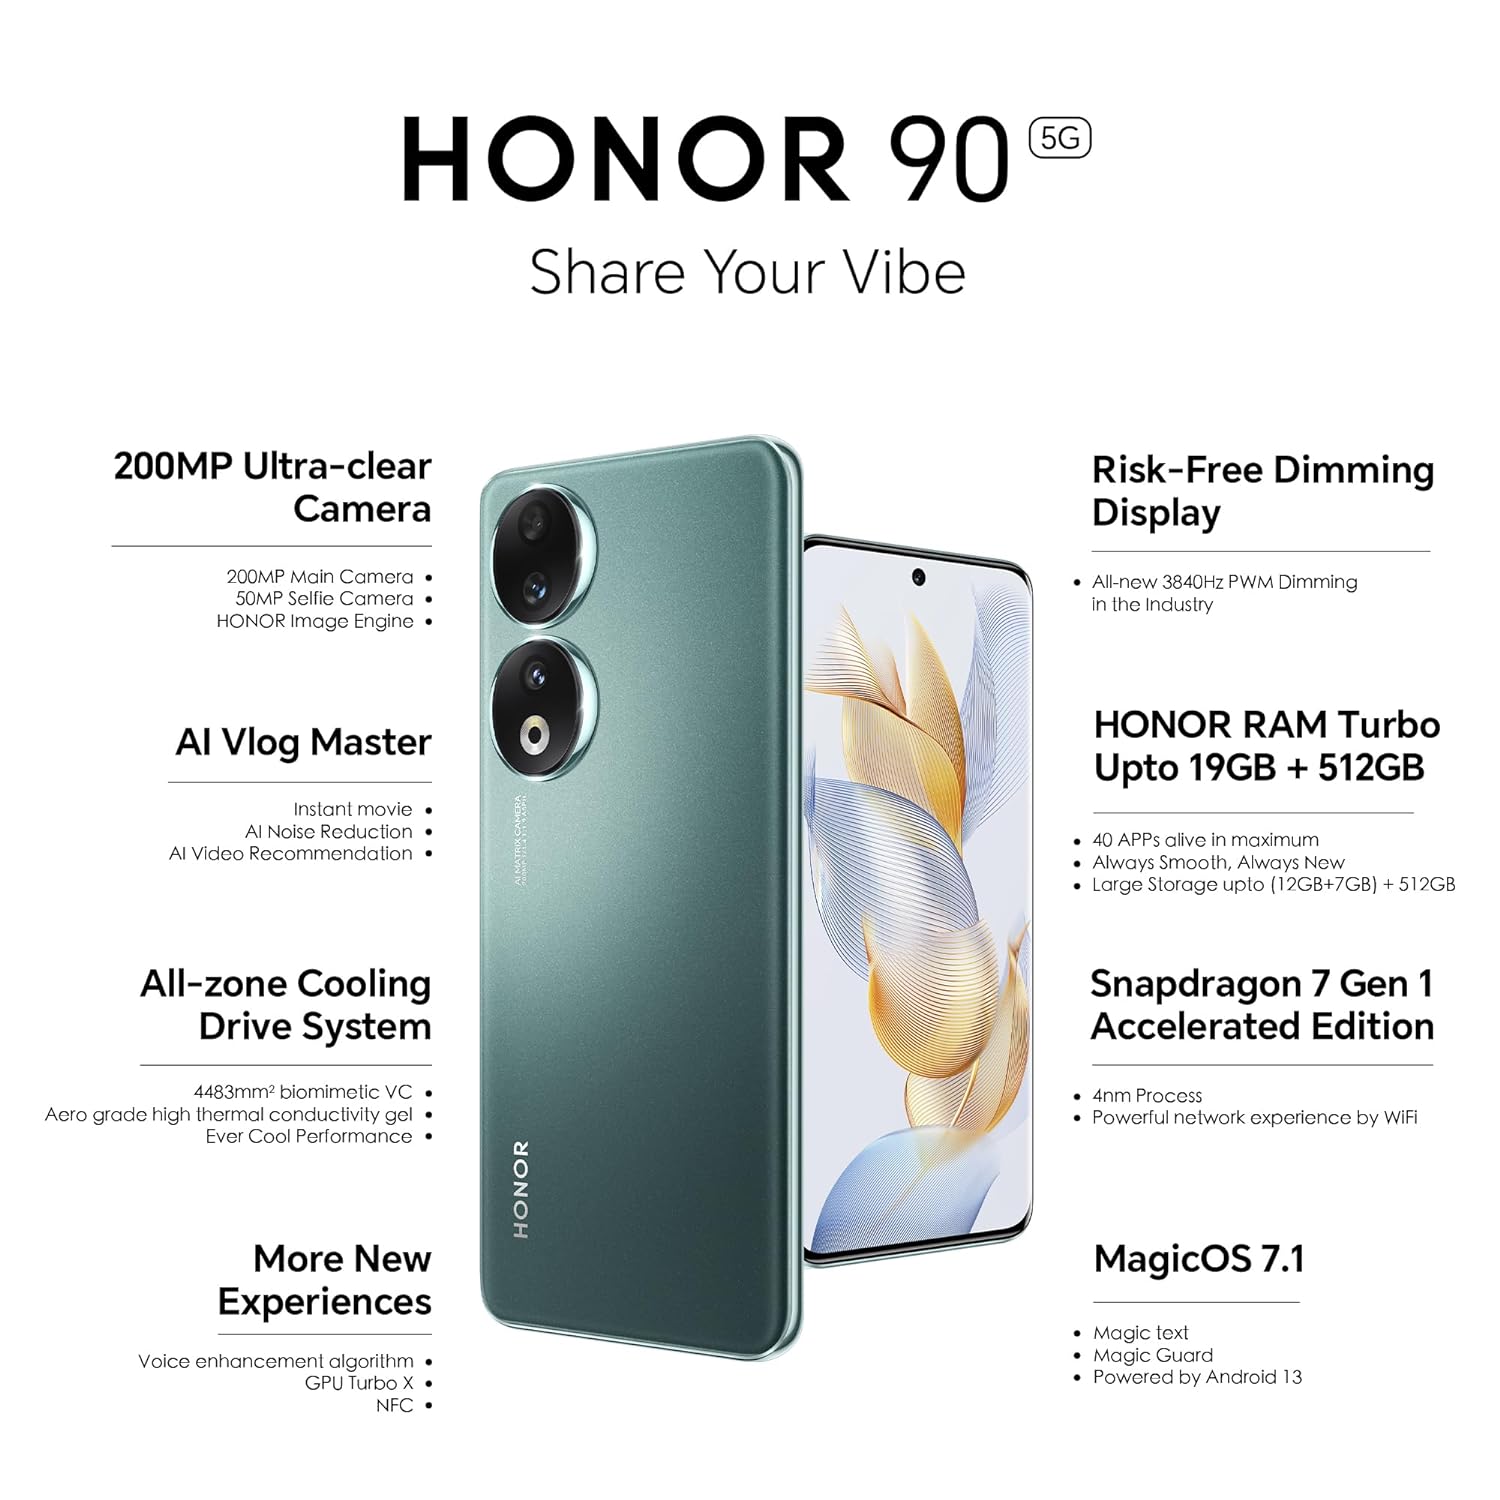 HONOR 90 5G
Share Your Vibe
200MP Ultra-clear
Camera
200MP Main Camera •
50MP Selfie Camera •
HONOR Image Engine •
AI Vlog Master
Instant movie •
AI Noise Reduction •
AI Video Recommendation •
All-zone Cooling
Drive System
4483mm² biomimetic VC •
Aero grade high thermal conductivity gel •
Ever Cool Performance •
More New
Experiences
Voice enhancement algorithm •
GPU Turbo X •
NFC •
AI MATRIX CAMERA
HONOR
Risk-Free Dimming
Display
• All-new 3840Hz PWM Dimming
in the Industry
HONOR RAM Turbo
Upto 19GB + 512GB
• 40 APPs alive in maximum
• Always Smooth, Always New
• Large Storage upto (12GB+7GB) + 512GB
Snapdragon 7 Gen 1
Accelerated Edition
• 4nm Process
• Powerful network experience by WiFi
MagicOS 7.1
• Magic text
• Magic Guard
• Powered by Android 13